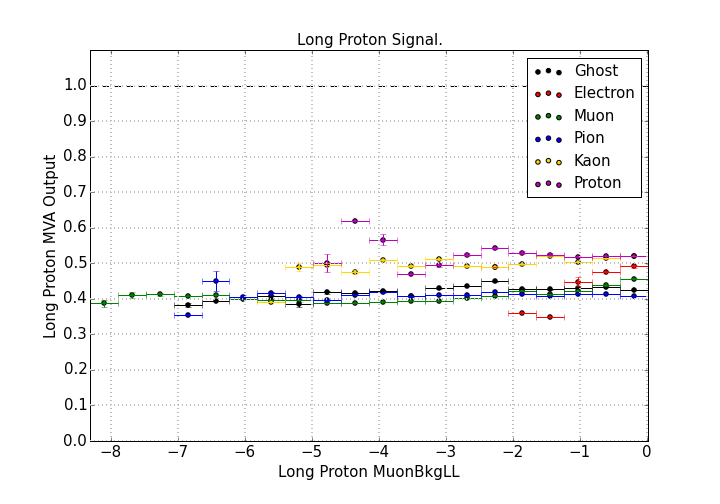 Long Proton Signal.
Long Proton MVA Output
1.0
0.9
0.8
0.7
0.6
0.5
0.4
0.3
0.2
0.1
0.0
Ghost
Electron
Muon
Pion
Kaon
Proton
−8 −7 −6 −5 −4 −3 −2 −1 0
Long Proton MuonBkgLL